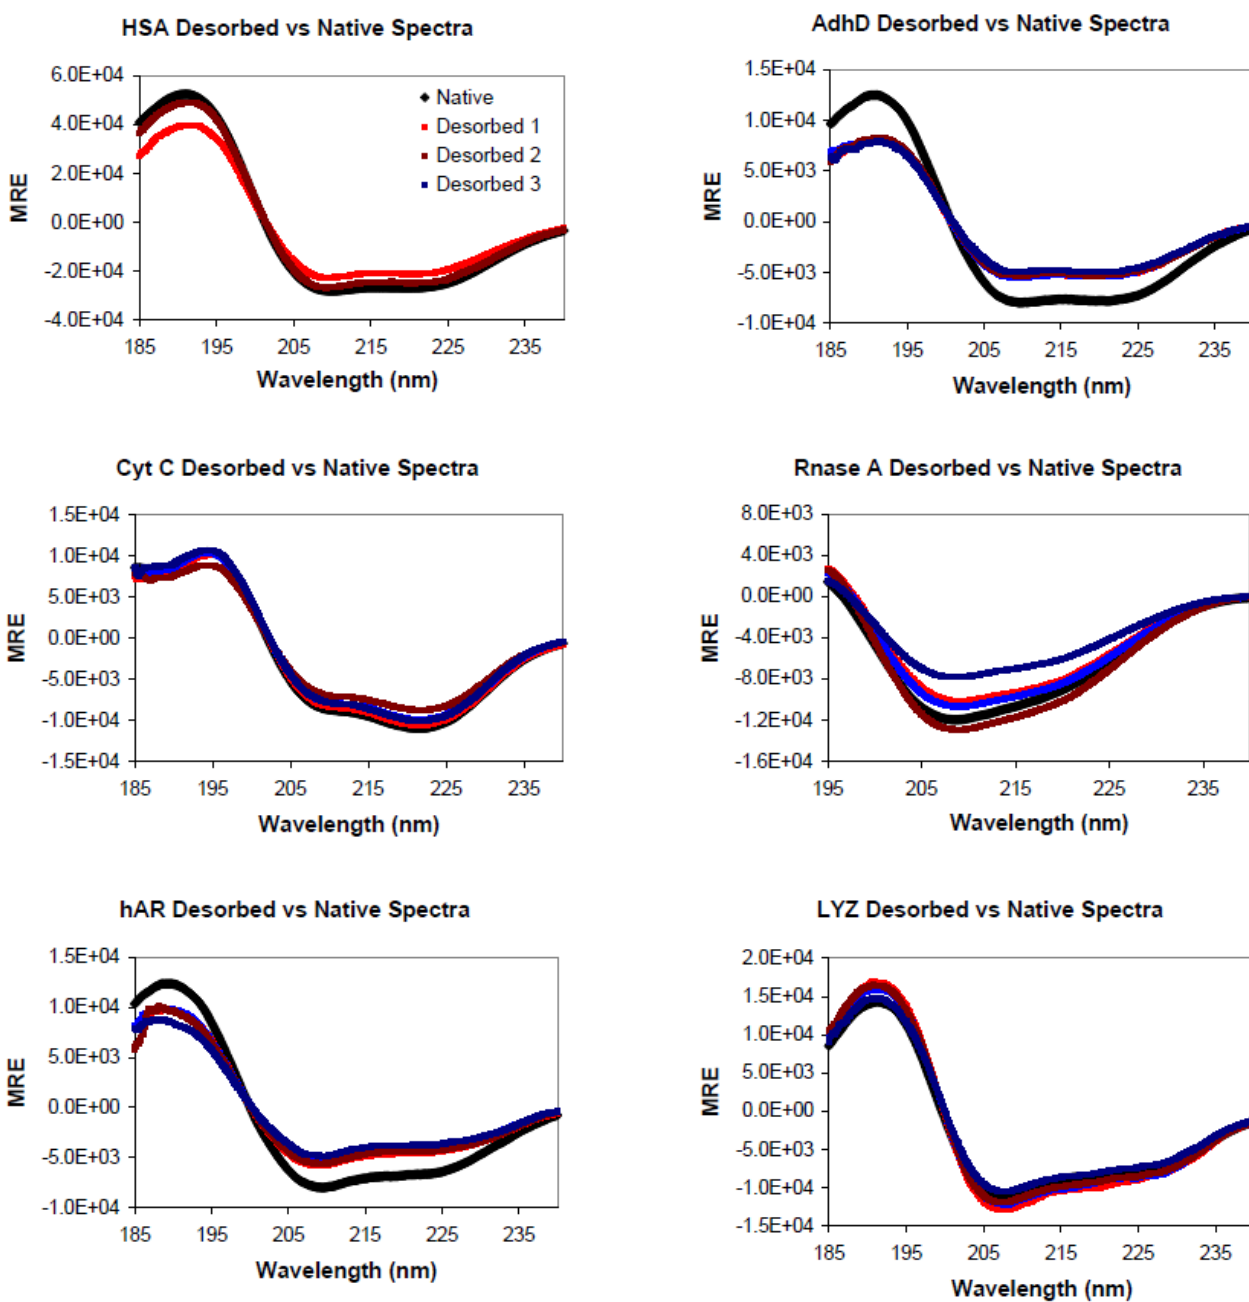 HSA Desorbed vs Native Spectra
6.0E+04
4.0E+04
2.0E+04
0.0E+00
-2.0E+04
-4.0E+04
MRE
Native
Desorbed 1
Desorbed 2
Desorbed 3
185 195 205 215 225 235
Wavelength (nm)
AdhD Desorbed vs Native Spectra
1.5E+04
1.0E+04
5.0E+03
0.0E+00
-5.0E+03
-1.0E+04
MRE
185 195 205 215 225 235
Wavelength (nm)
Cyt C Desorbed vs Native Spectra
1.5E+04
1.0E+04
5.0E+03
0.0E+00
-5.0E+03
-1.0E+04
-1.5E+04
MRE
185 195 205 215 225 235
Wavelength (nm)
Rnase A Desorbed vs Native Spectra
8.0E+03
4.0E+03
0.0E+00
-4.0E+03
-8.0E+03
-1.2E+04
-1.6E+04
MRE
195 205 215 225 235
Wavelength (nm)
hAR Desorbed vs Native Spectra
1.5E+04
1.0E+04
5.0E+03
0.0E+00
-5.0E+03
-1.0E+04
MRE
185 195 205 215 225 235
Wavelength (nm)
LYZ Desorbed vs Native Spectra
2.0E+04
1.5E+04
1.0E+04
5.0E+03
0.0E+00
-5.0E+03
-1.0E+04
-1.5E+04
MRE
185 195 205 215 225 235
Wavelength (nm)